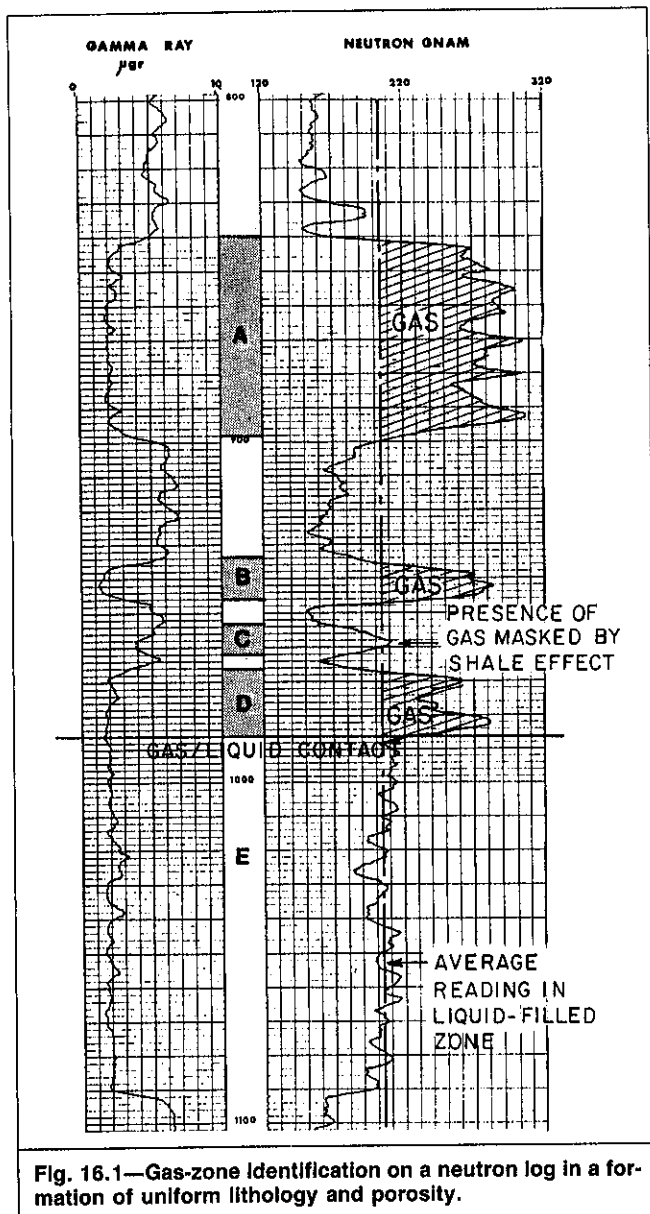 GAMMA RAY
µgr
NEUTRON GNAM
0 10 120 220 320
800
A
GAS
900
B
GAS
PRESENCE OF
GAS MASKED BY
SHALE EFFECT
C
D
GAS
GAS/LIQUID CONTACT
1000
E
AVERAGE
READING IN
LIQUID-FILLED
ZONE
1100
Fig. 16.1—Gas-zone identification on a neutron log in a for-
mation of uniform lithology and porosity.